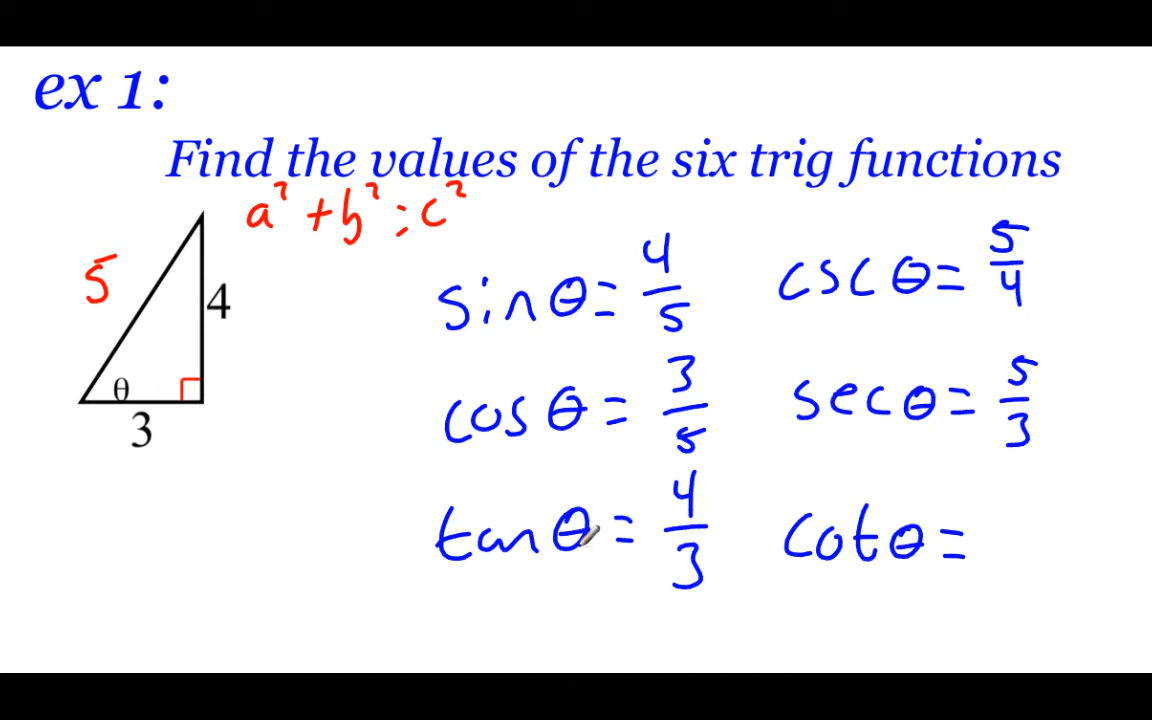 ex 1:
Find the values of the six trig functions
a² + b² = c²
5
4
θ
3
sin θ = 4/5
csc θ = 5/4
cos θ = 3/5
sec θ = 5/3
tan θ = 4/3
cot θ =